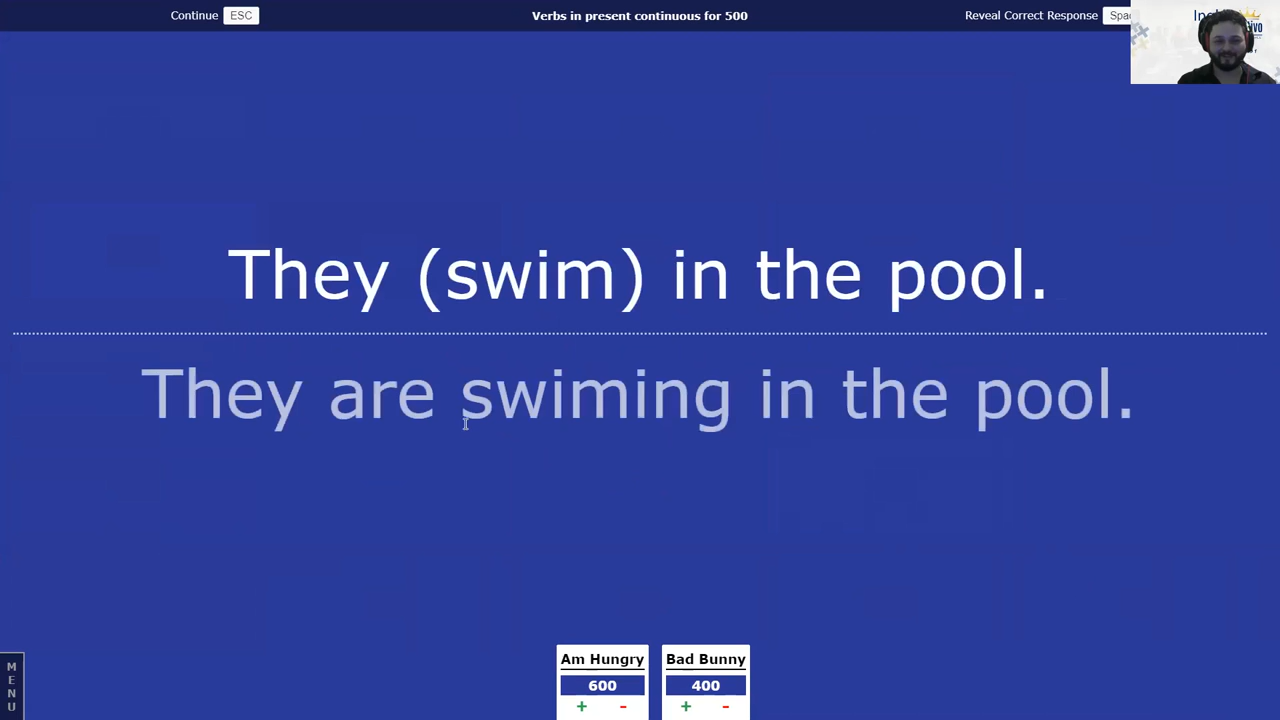 Continue ESC
Verbs in present continuous for 500
Reveal Correct Response
They (swim) in the pool.
They are swiming in the pool.
Am Hungry
600
+ -
Bad Bunny
400
+ -
MENU